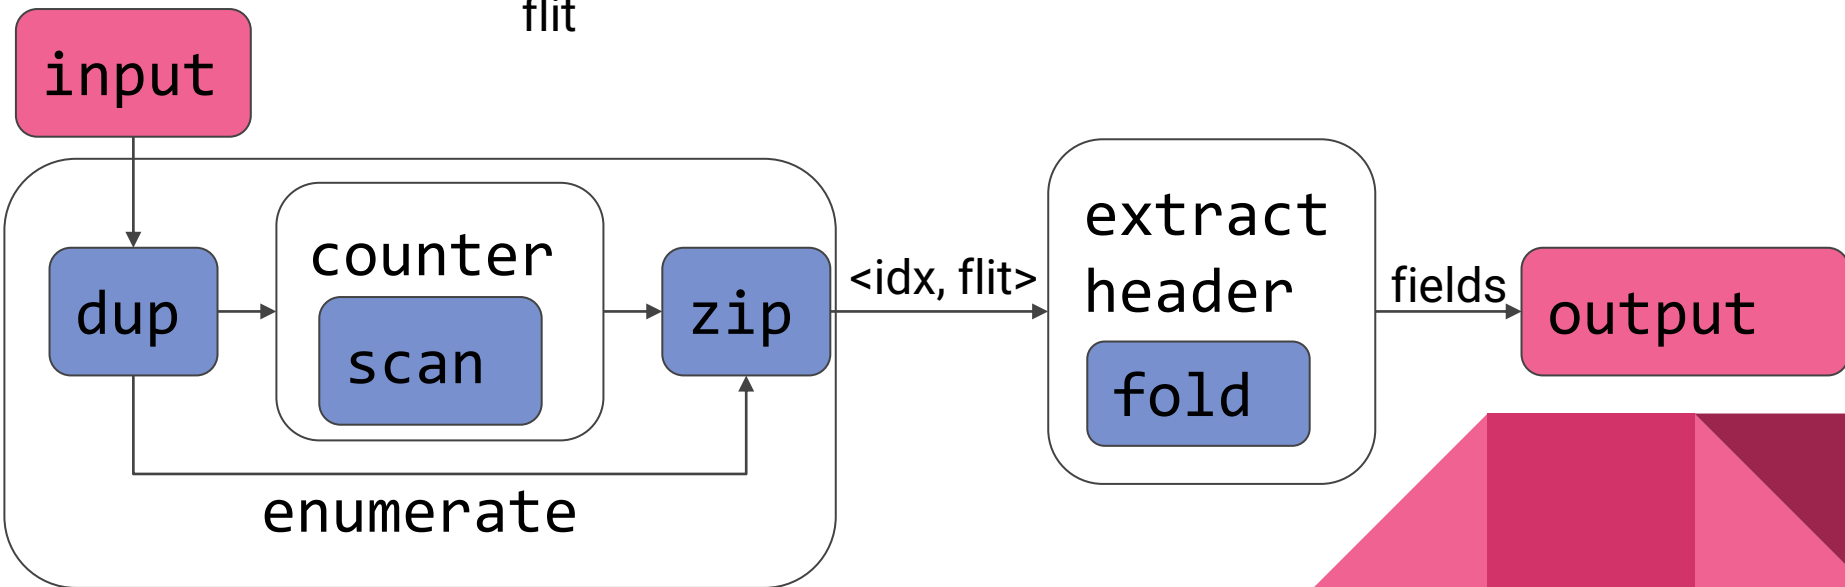 flit
input
dup
counter
scan
zip
enumerate
<idx, flit>
extract
header
fold
fields
output